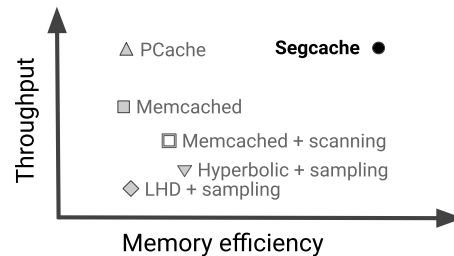 Throughput
PCache
Segcache
Memcached
Memcached + scanning
Hyperbolic + sampling
LHD + sampling
Memory efficiency